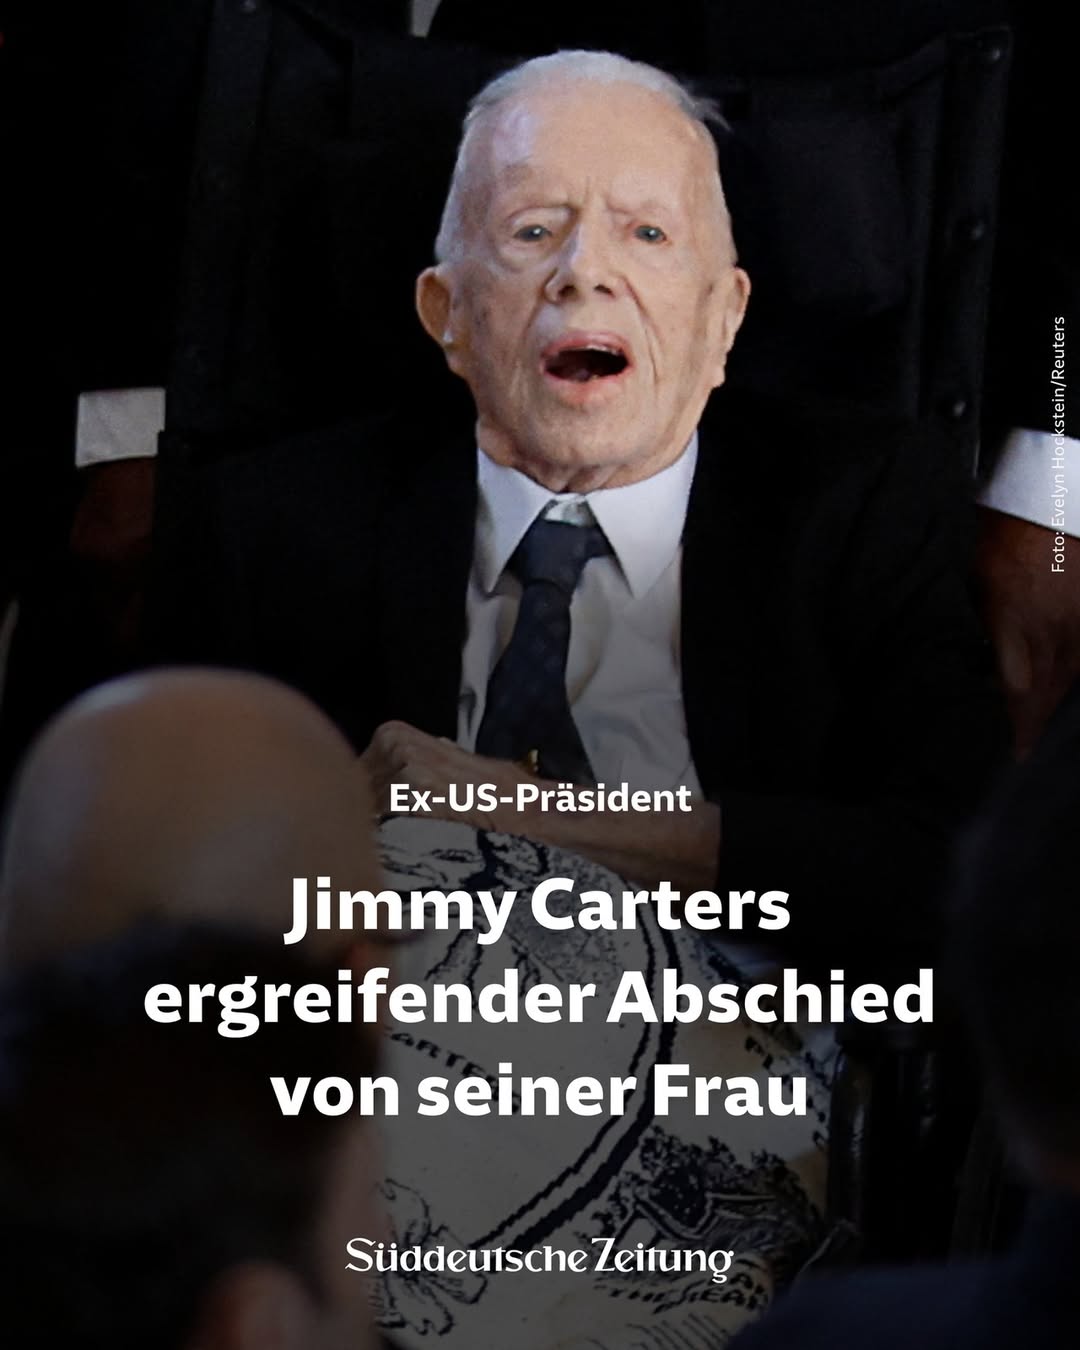 Foto: Evelyn Hockstein/Reuters
Ex-US-Präsident
Jimmy Carters
ergreifender Abschied
von seiner Frau
Süddeutsche Zeitung